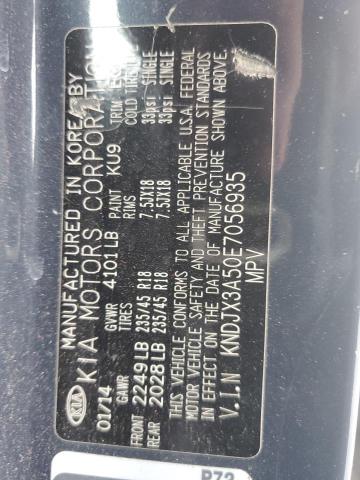 MANUFACTURED IN KOREA BY
KIA KIA MOTORS CORPORATION
01/14 GVWR 4101LB PAINT KU9 TRIM
GAWR TIRES RIMS COLD
FRONT 2249LB 235/45 R18 7.5JX18 33psi SINGLE
REAR 2028LB 235/45 R18 7.5JX18 33psi SINGLE
THIS VEHICLE CONFORMS TO ALL APPLICABLE U.S.A FEDERAL
MOTOR VEHICLE SAFETY AND THEFT PREVENTION STANDARDS
IN EFFECT ON THE DATE OF MANUFACTURE SHOWN ABOVE.
V.I.N KNDJX3A50E7056935
MPV